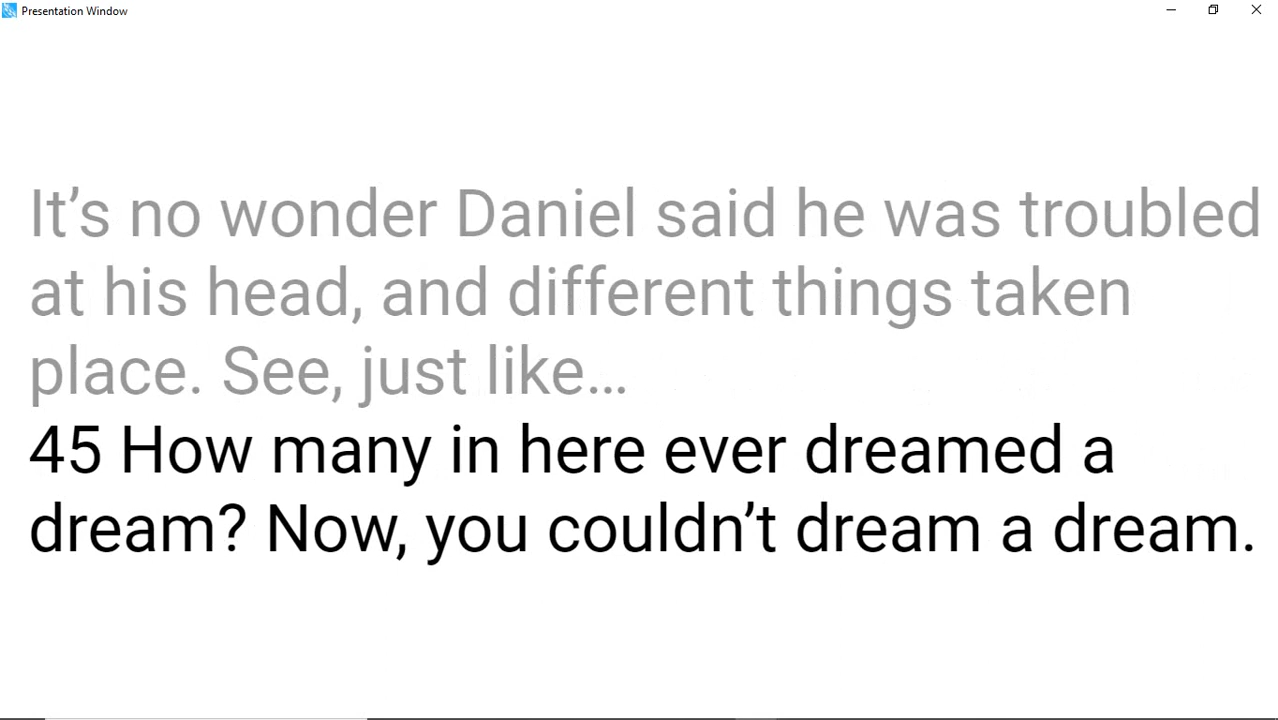 Presentation Window
It’s no wonder Daniel said he was troubled
at his head, and different things taken
place. See, just like…
45 How many in here ever dreamed a
dream? Now, you couldn’t dream a dream.